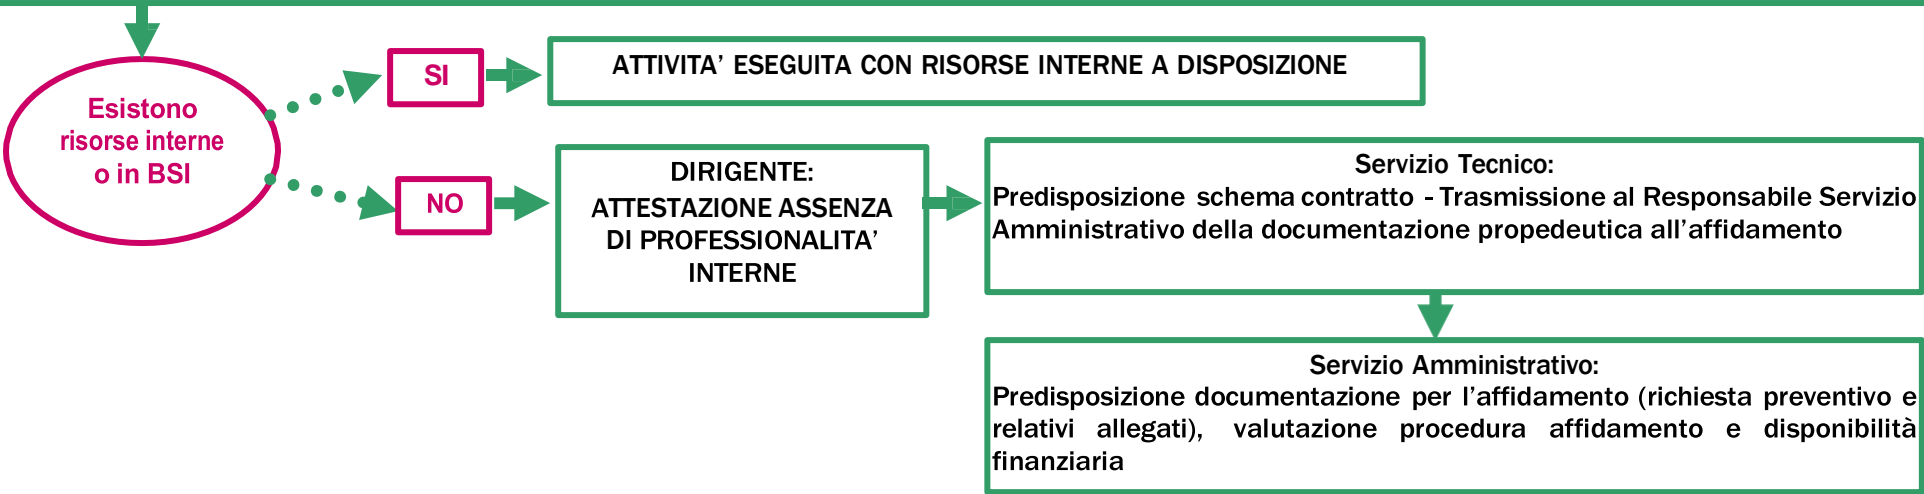 Esistono
risorse interne
o in BSI
SI
ATTIVITA’ ESEGUITA CON RISORSE INTERNE A DISPOSIZIONE
NO
DIRIGENTE:
ATTESTAZIONE ASSENZA
DI PROFESSIONALITA’
INTERNE
Servizio Tecnico:
Predisposizione schema contratto - Trasmissione al Responsabile Servizio
Amministrativo della documentazione propedeutica all’affidamento
Servizio Amministrativo:
Predisposizione documentazione per l’affidamento (richiesta preventivo e
relativi allegati), valutazione procedura affidamento e disponibilità
finanziaria